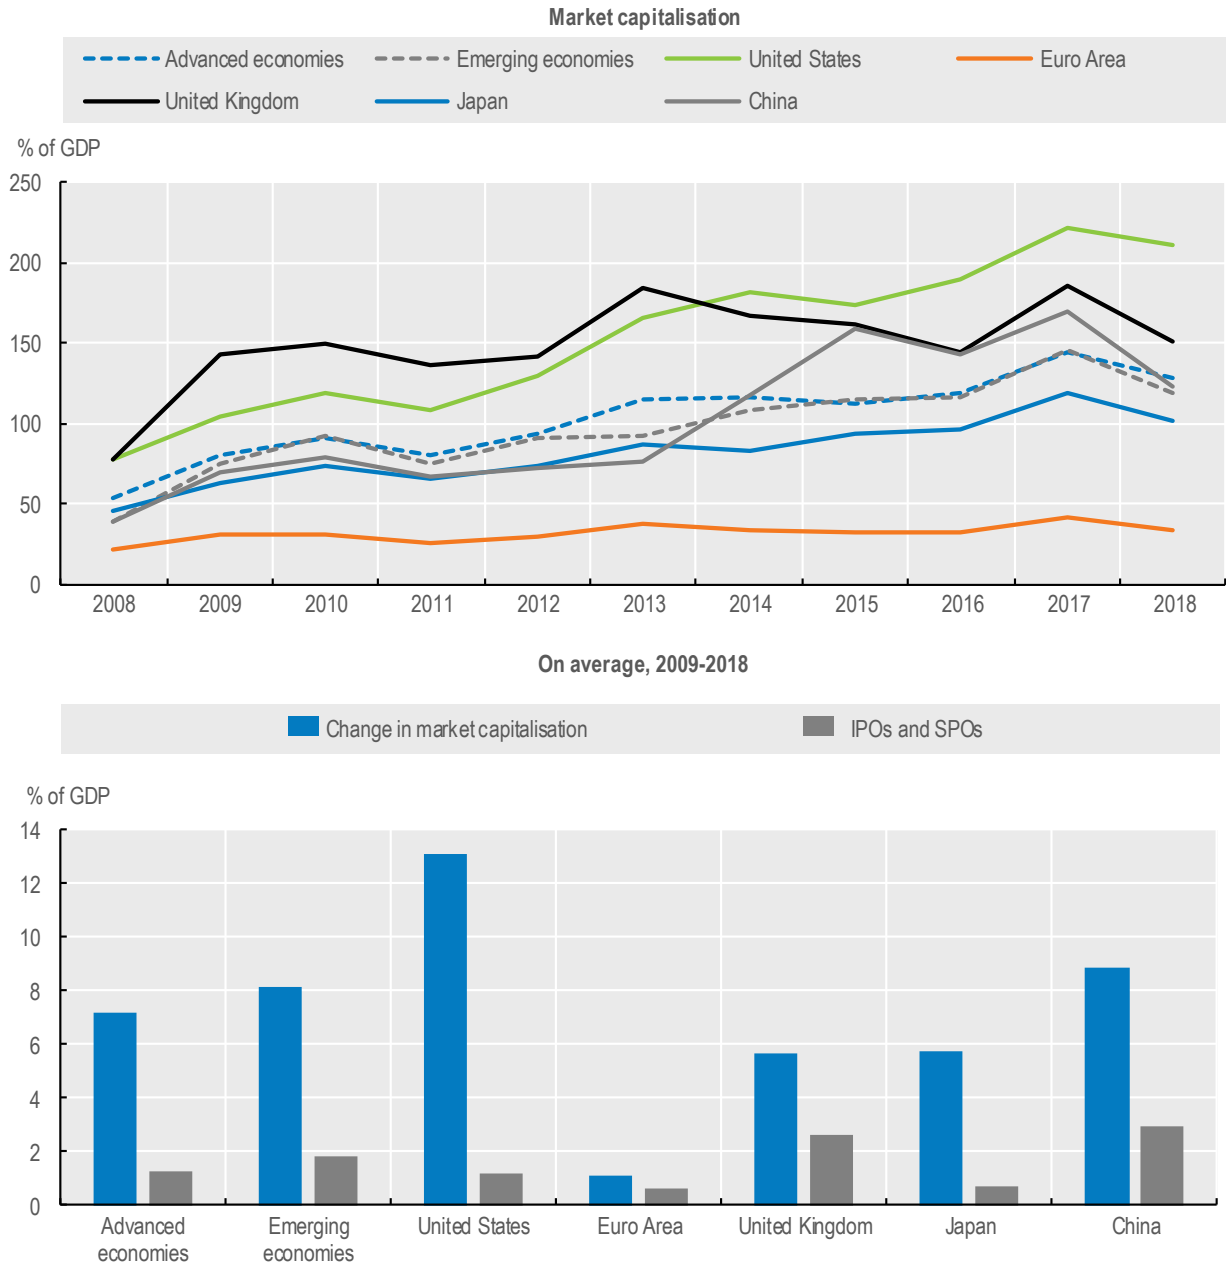 Market capitalisation
Advanced economies Emerging economies United States Euro Area
United Kingdom Japan China
% of GDP
250
200
150
100
50
0
2008 2009 2010 2011 2012 2013 2014 2015 2016 2017 2018
On average, 2009-2018
Change in market capitalisation IPOs and SPOs
% of GDP
14
12
10
8
6
4
2
0
Advanced Emerging United States Euro Area United Kingdom Japan China
economies economies